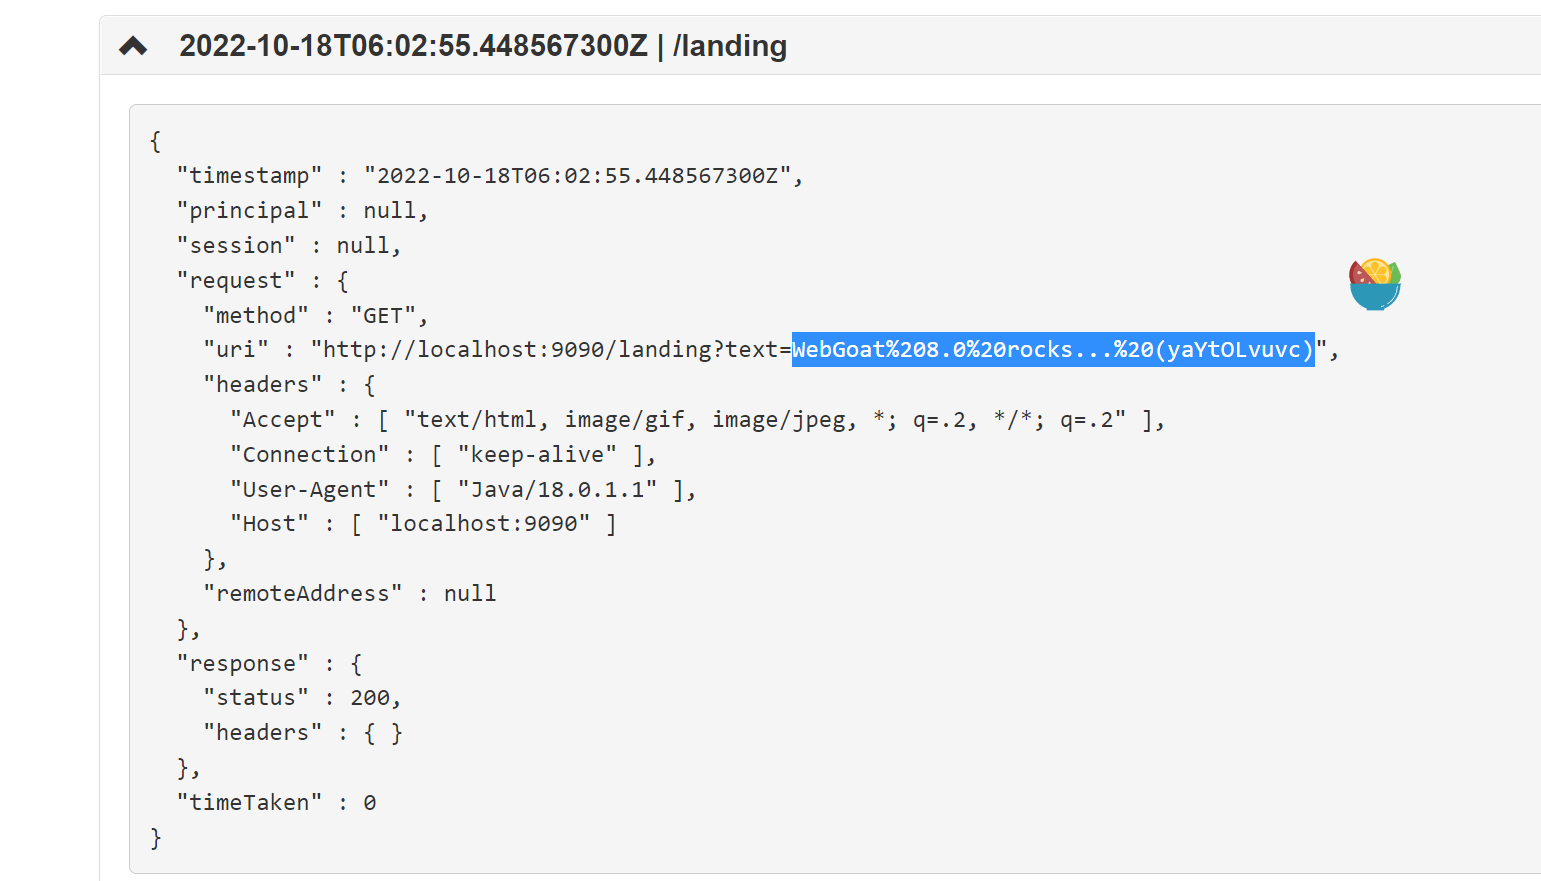 2022-10-18T06:02:55.448567300Z | /landing
{
  "timestamp" : "2022-10-18T06:02:55.448567300Z",
  "principal" : null,
  "session" : null,
  "request" : {
    "method" : "GET",
    "uri" : "http://localhost:9090/landing?text=WebGoat%208.0%20rocks...%20(yaYtOLvuvc)",
    "headers" : {
      "Accept" : [ "text/html, image/gif, image/jpeg, *; q=.2, */*; q=.2" ],
      "Connection" : [ "keep-alive" ],
      "User-Agent" : [ "Java/18.0.1.1" ],
      "Host" : [ "localhost:9090" ]
    },
    "remoteAddress" : null
  },
  "response" : {
    "status" : 200,
    "headers" : { }
  },
  "timeTaken" : 0
}